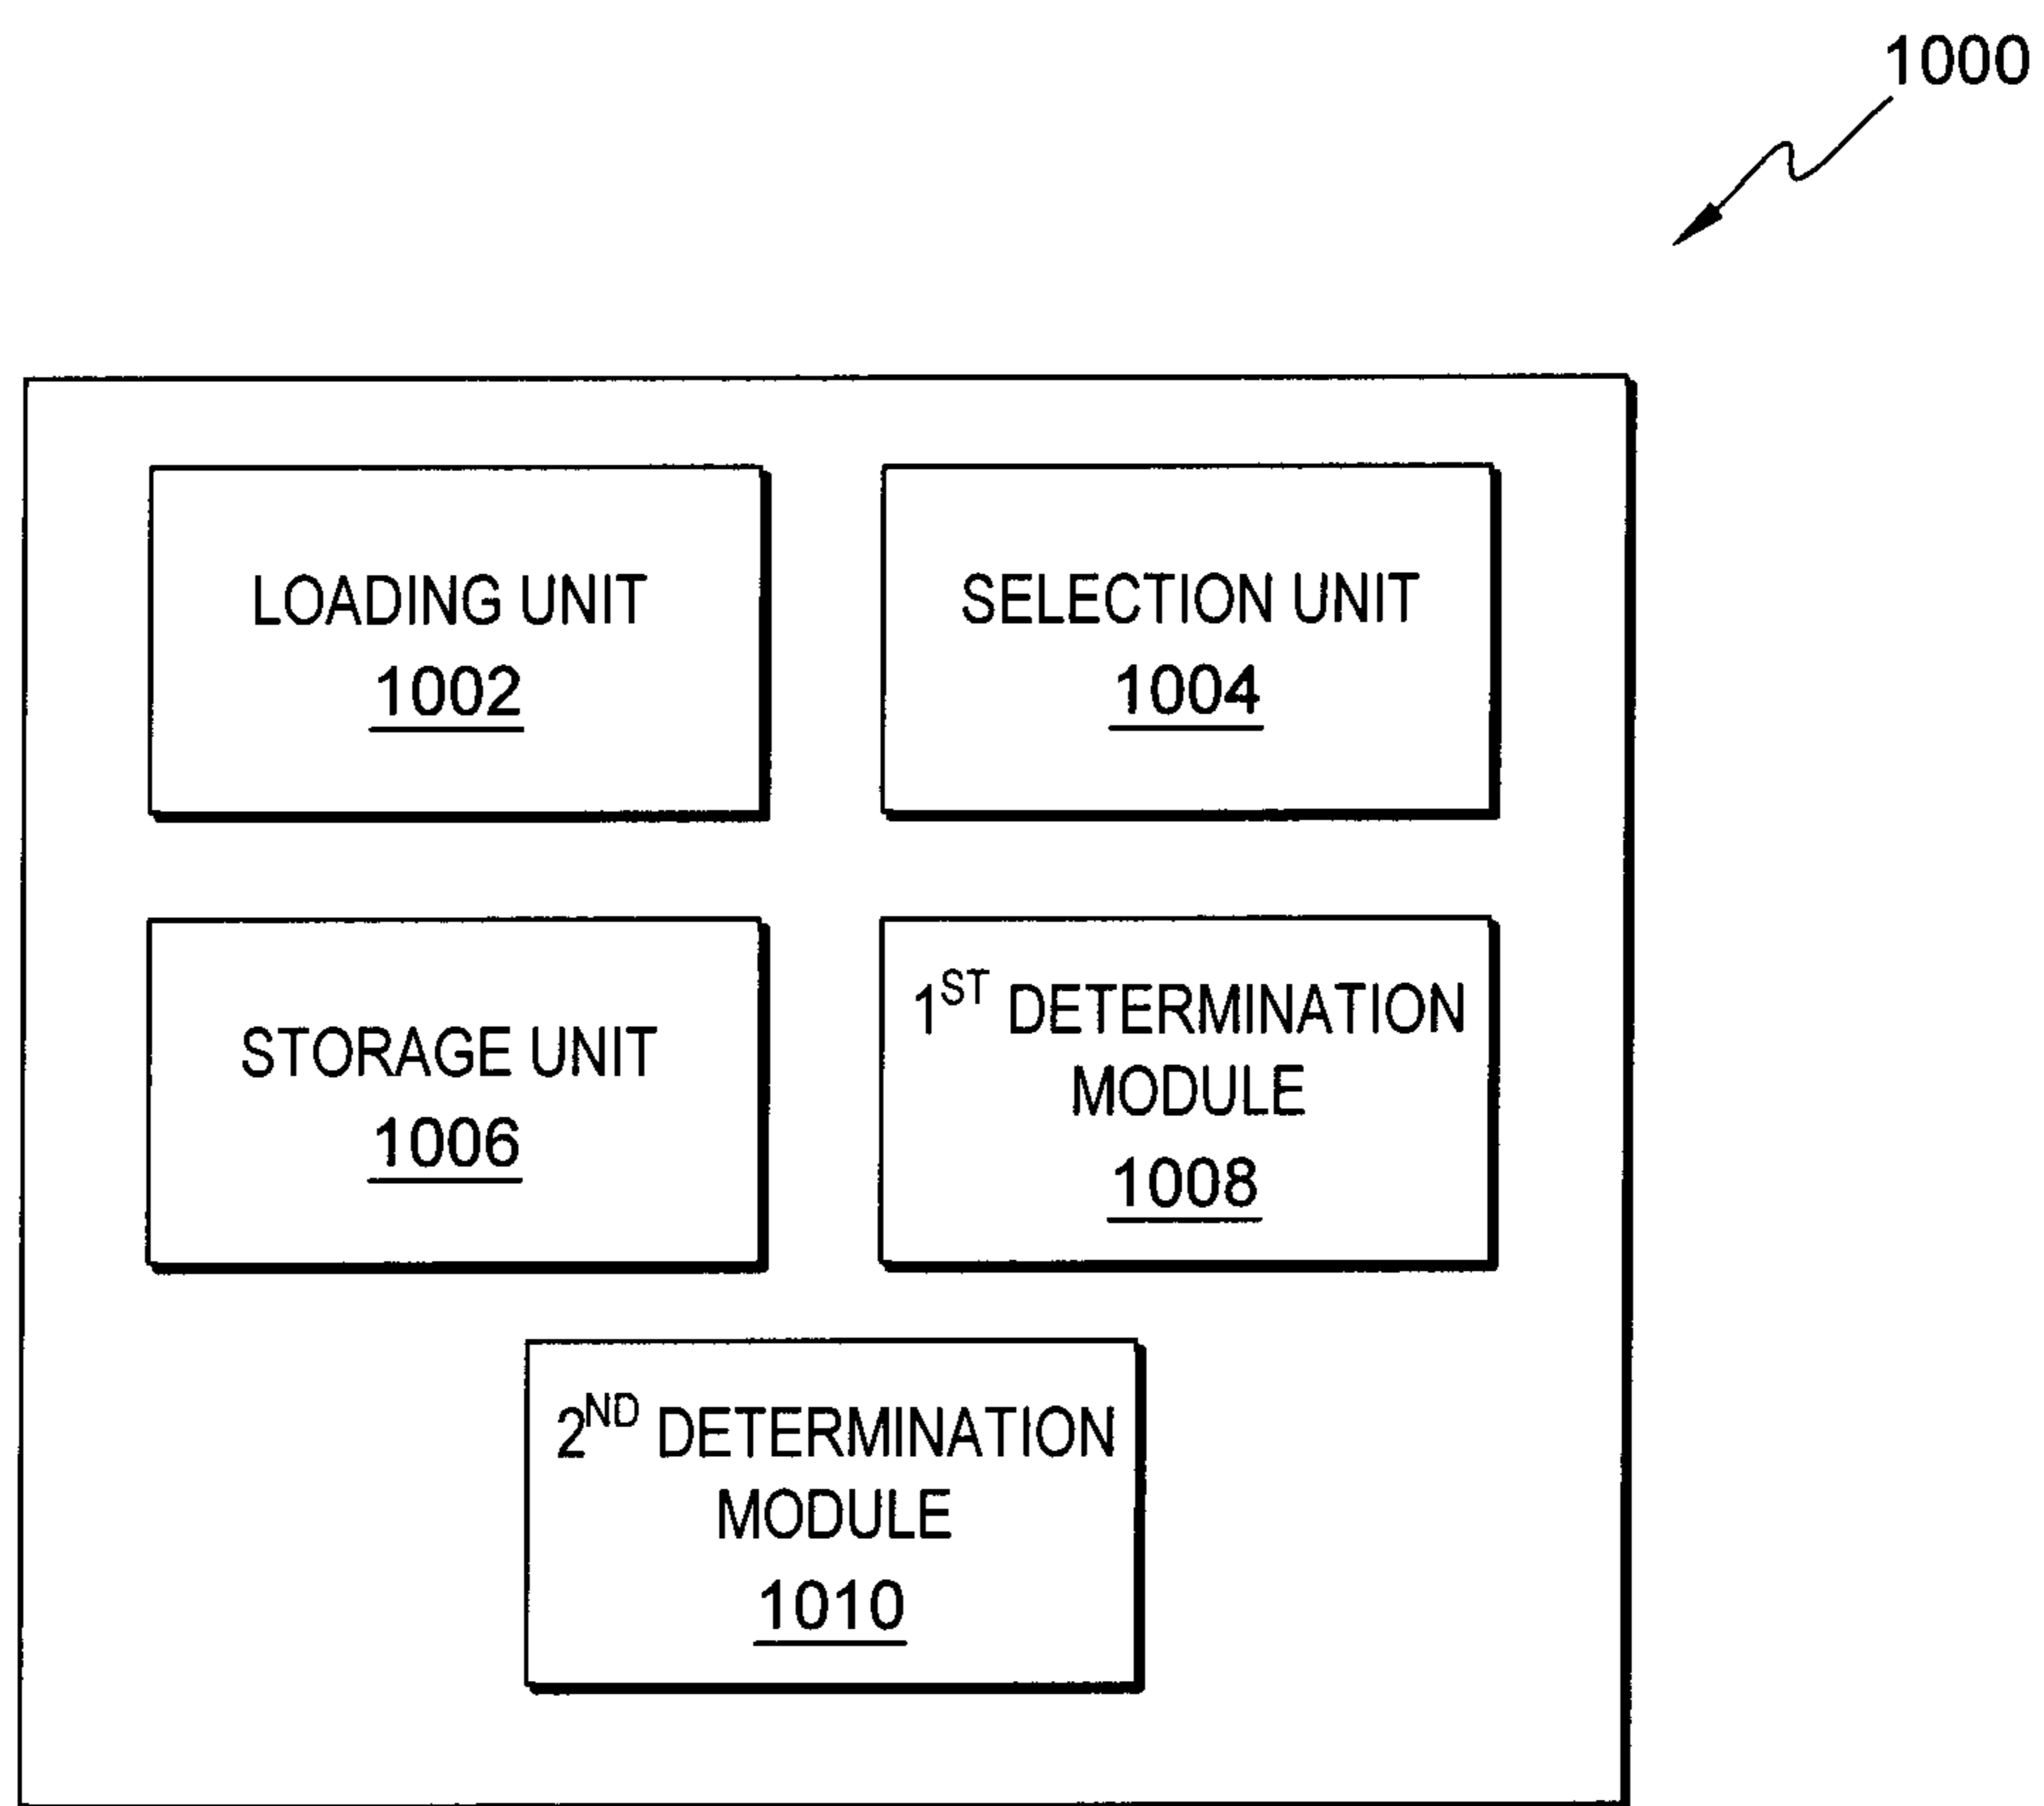 1000
LOADING UNIT
1002
SELECTION UNIT
1004
STORAGE UNIT
1006
1ST DETERMINATION
MODULE
1008
2ND DETERMINATION
MODULE
1010